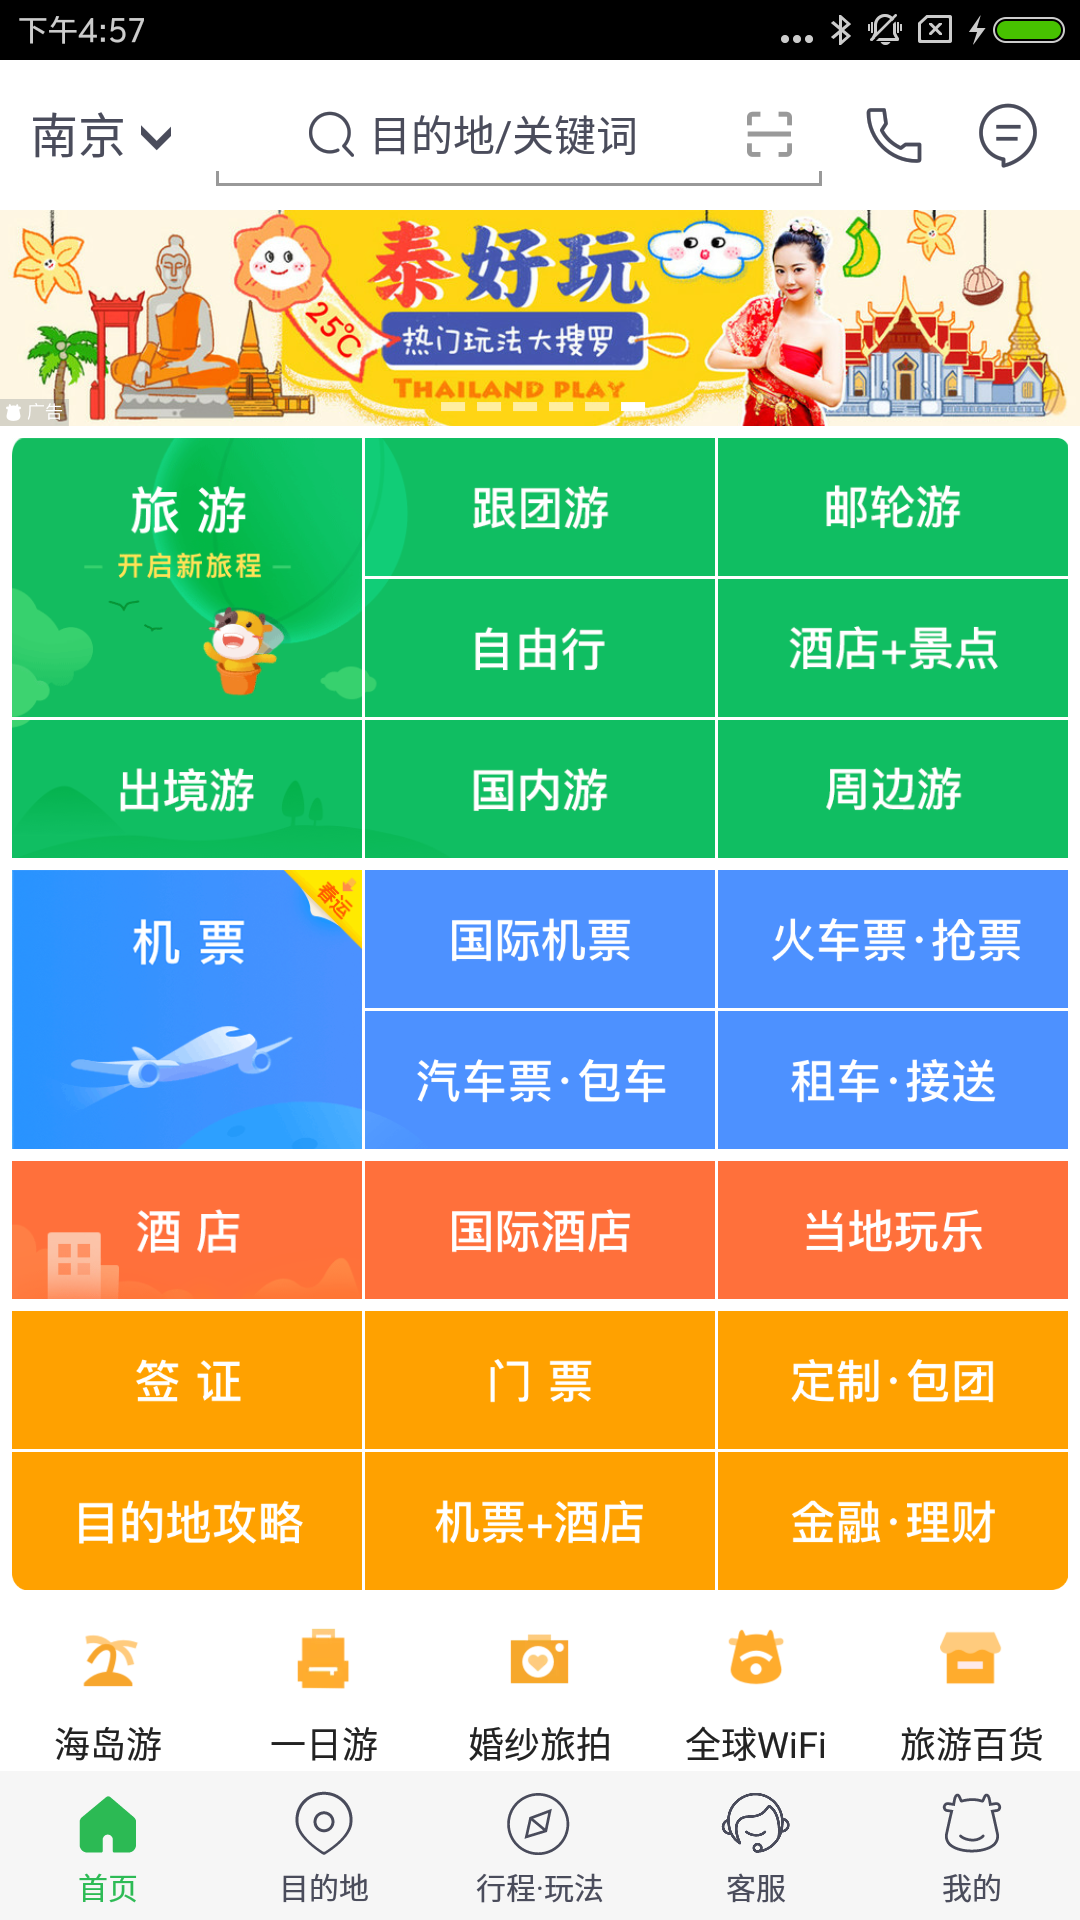 下午4:57
南京 目的地/关键词
泰好玩
25℃
热门玩法大搜罗
THAILAND PLAY
广告
旅 游 跟团游 邮轮游
开启新旅程
自由行 酒店+景点
出境游 国内游 周边游
春运
机 票 国际机票 火车票·抢票
汽车票·包车 租车·接送
酒 店 国际酒店 当地玩乐
签 证 门 票 定制·包团
目的地攻略 机票+酒店 金融·理财
海岛游 一日游 婚纱旅拍 全球WiFi 旅游百货
首页 目的地 行程·玩法 客服 我的